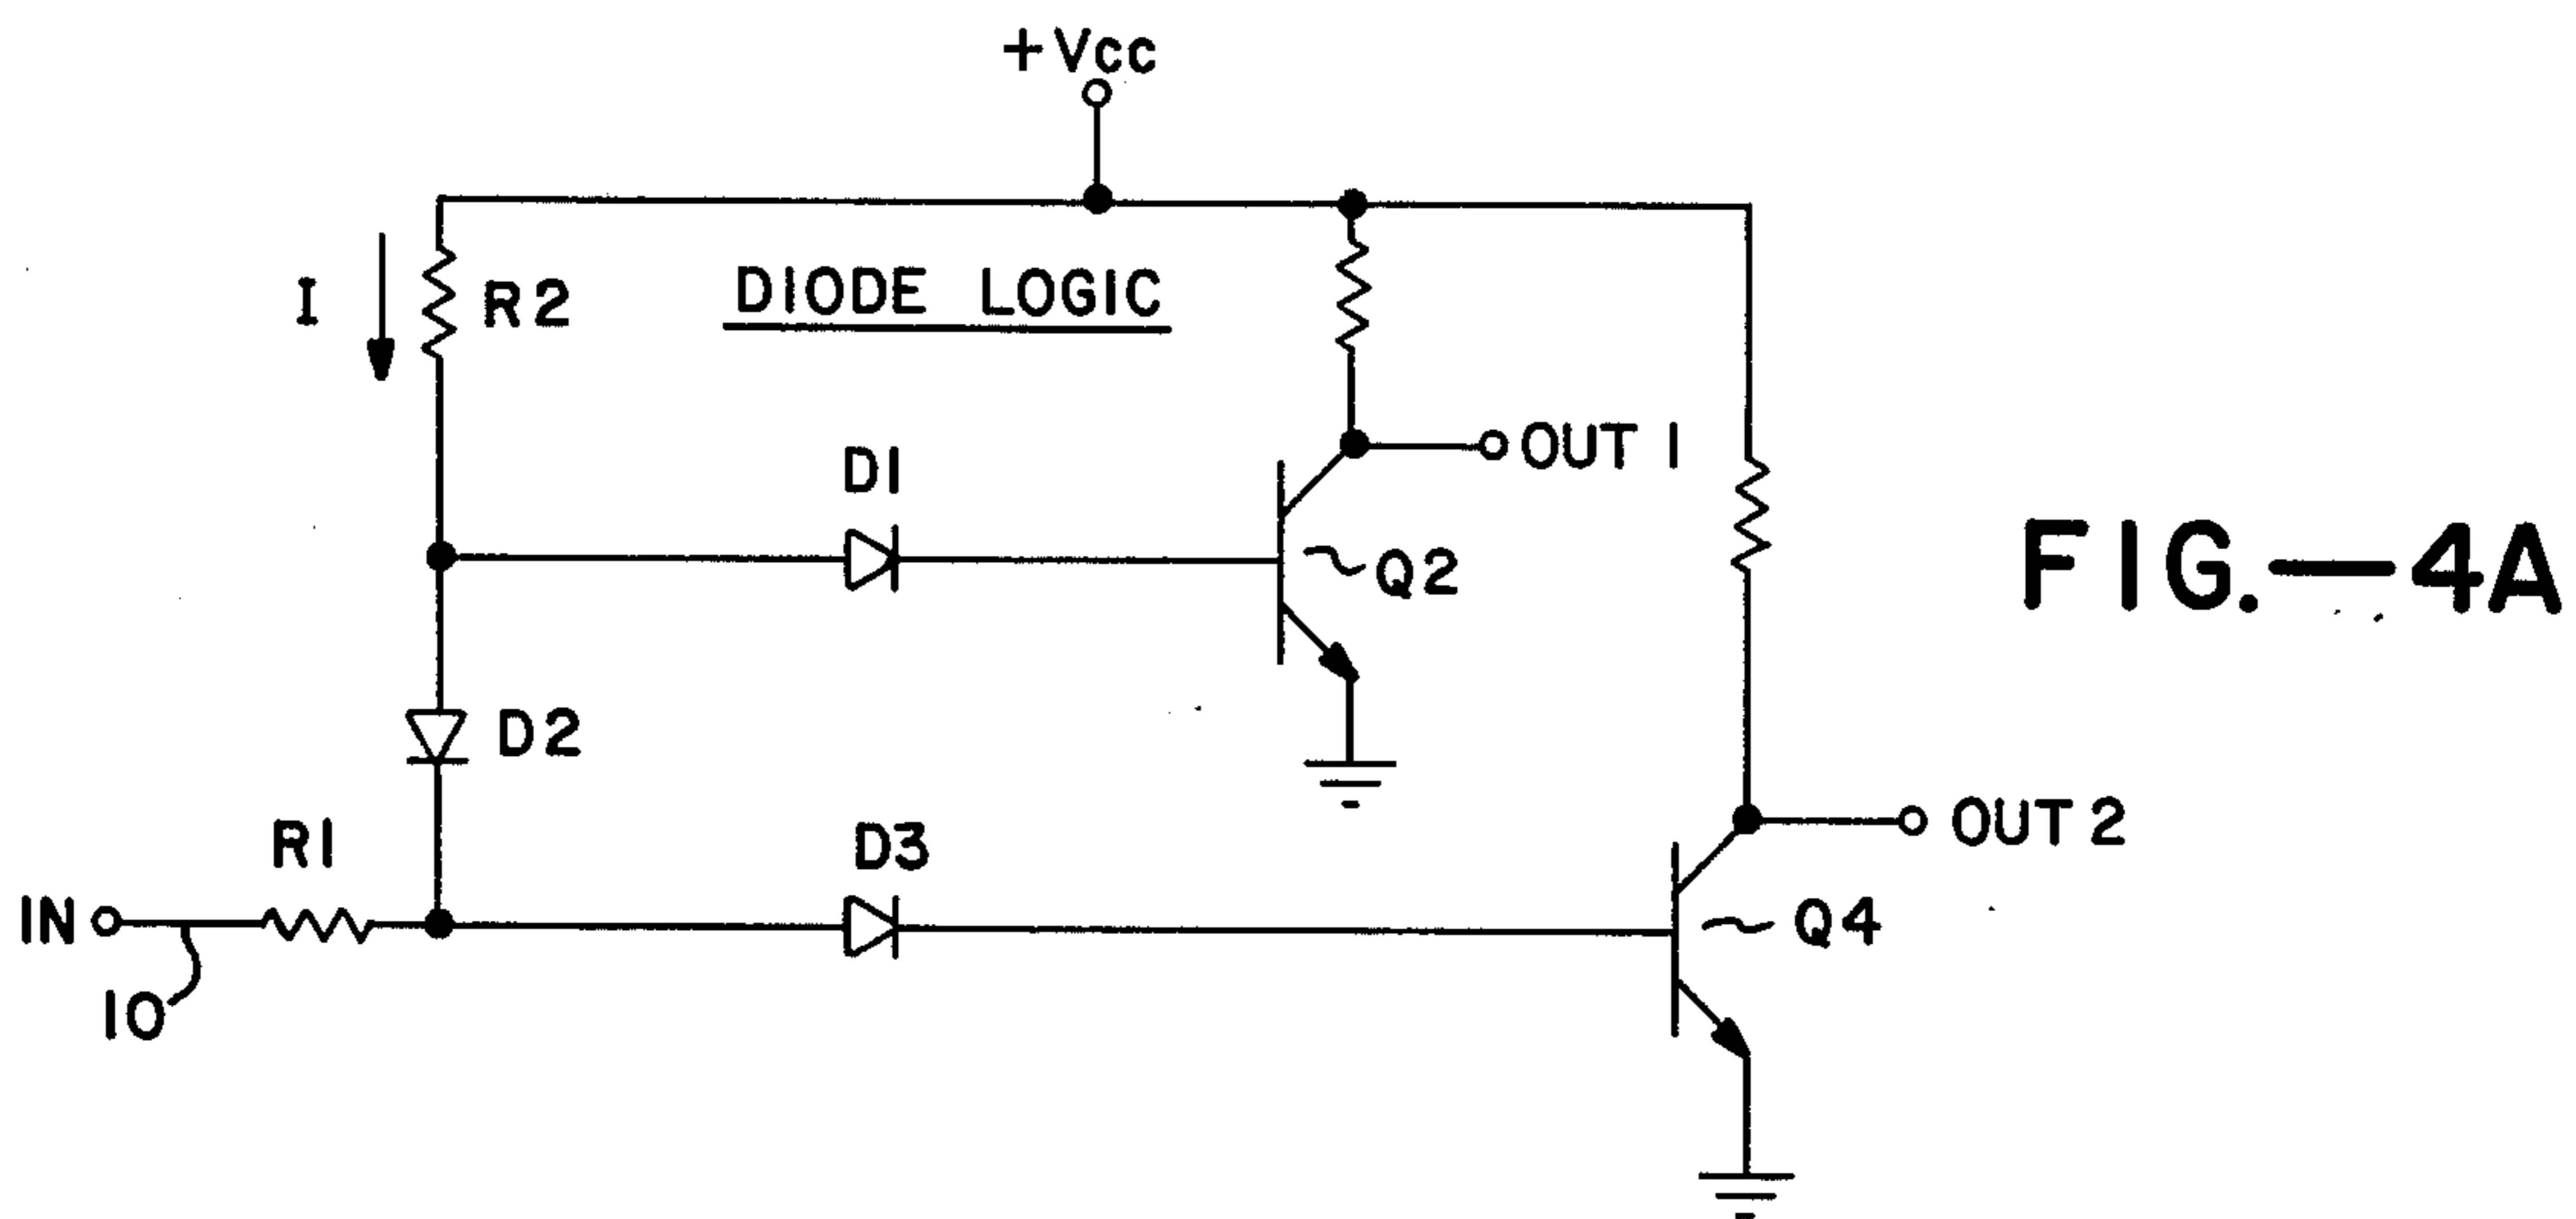 +Vcc
I
R2
DIODE LOGIC
OUT 1
D1
Q2
FIG.—4A
D2
OUT 2
R1
D3
IN
Q4
10